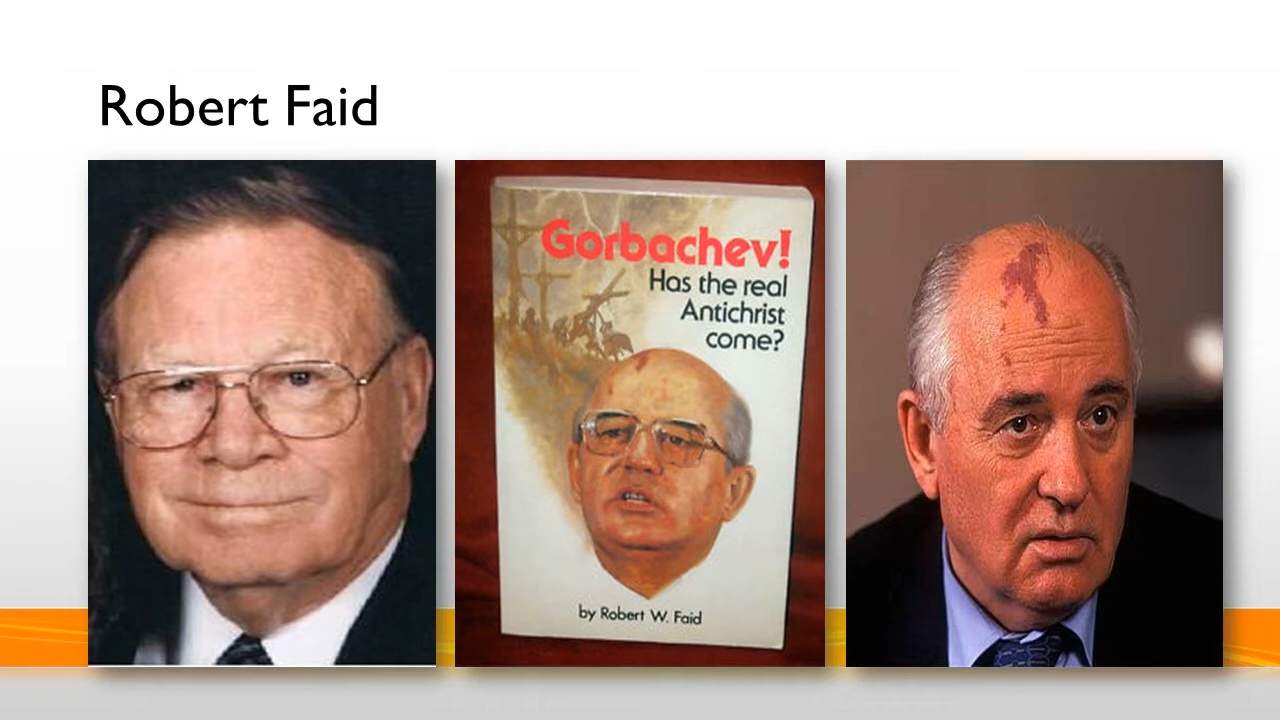 Robert Faid
Gorbachev!
Has the real
Antichrist
come?
by Robert W. Faid